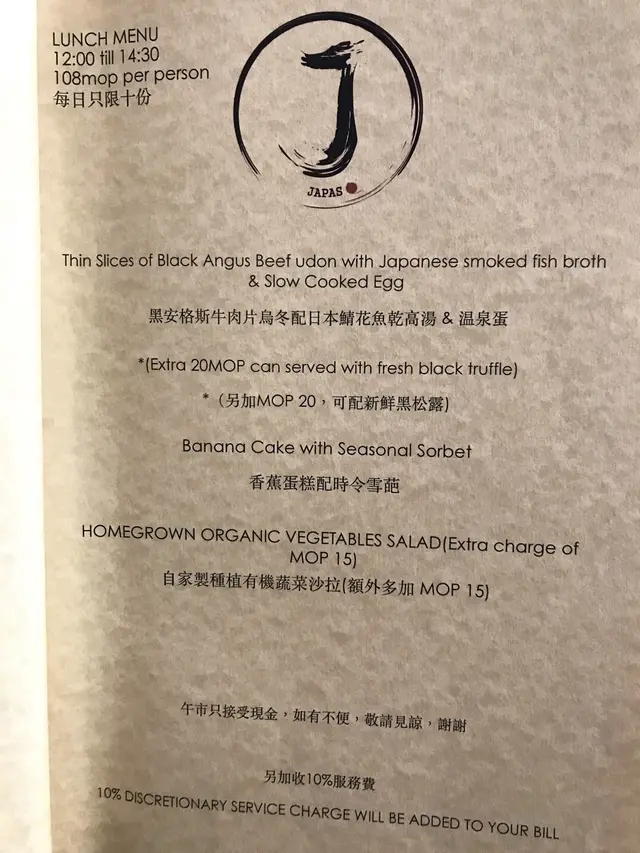 LUNCH MENU
12:00 till 14:30
108mop per person
每日只限十份
J
JAPAS
Thin Slices of Black Angus Beef udon with Japanese smoked fish broth
& Slow Cooked Egg
黑安格斯牛肉片烏冬配日本鯖花魚乾高湯 & 溫泉蛋
*(Extra 20MOP can served with fresh black truffle)
*（另加MOP 20，可配新鮮黑松露)
Banana Cake with Seasonal Sorbet
香蕉蛋糕配時令雪葩
HOMEGROWN ORGANIC VEGETABLES SALAD(Extra charge of
MOP 15)
自家製種植有機蔬菜沙拉(額外多加 MOP 15)
午市只接受現金，如有不便，敬請見諒，謝謝
另加收10%服務費
10% DISCRETIONARY SERVICE CHARGE WILL BE ADDED TO YOUR BILL